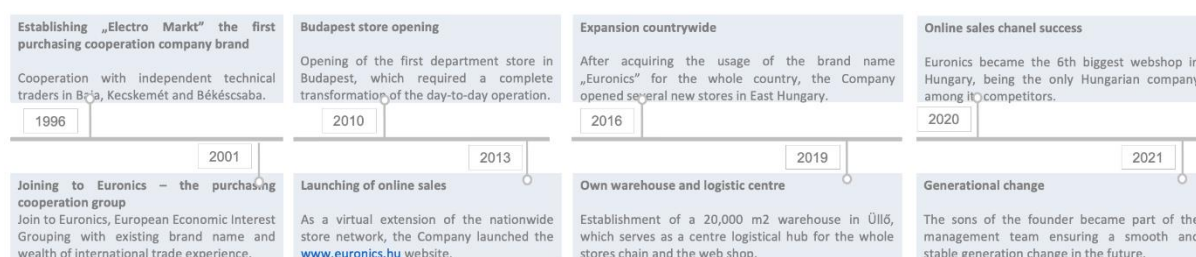 Establishing „Electro Markt” the first
purchasing cooperation company brand
Cooperation with independent technical
traders in Baja, Kecskemét and Békéscsaba.
1996
2001
Joining to Euronics – the purchasing
cooperation group
Join to Euronics, European Economic Interest
Grouping with existing brand name and
wealth of international trade experience.
Budapest store opening
Opening of the first department store in
Budapest, which required a complete
transformation of the day-to-day operation.
2010
2013
Launching of online sales
As a virtual extension of the nationwide
store network, the Company launched the
www.euronics.hu website.
Expansion countrywide
After acquiring the usage of the brand name
„Euronics” for the whole country, the Company
opened several new stores in East Hungary.
2016
2019
Own warehouse and logistic centre
Establishment of a 20,000 m2 warehouse in Üllő,
which serves as a centre logistical hub for the whole
stores chain and the web shop.
Online sales chanel success
Euronics became the 6th biggest webshop in
Hungary, being the only Hungarian company
among its competitors.
2020
2021
Generational change
The sons of the founder became part of the
management team ensuring a smooth and
stable generation change in the future.